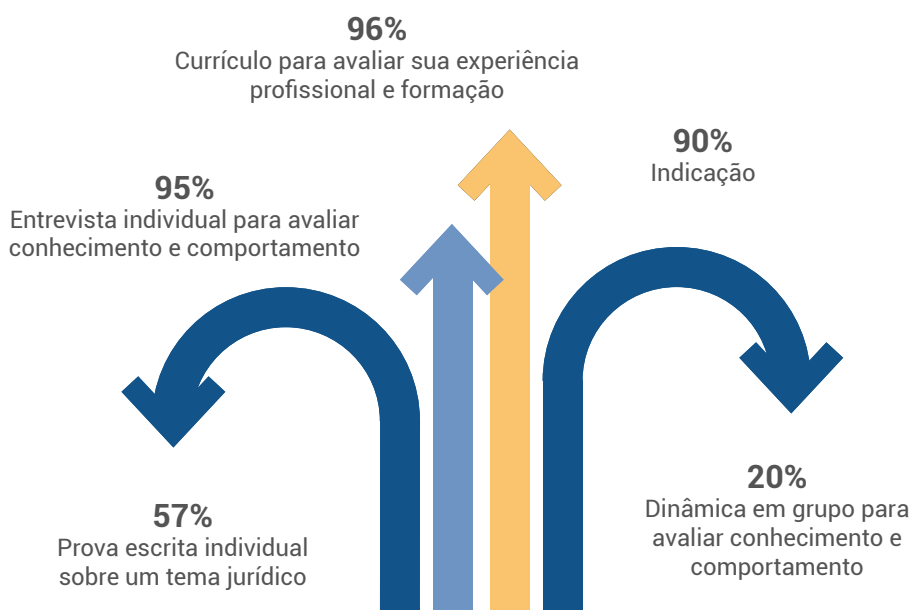 96%
Currículo para avaliar sua experiência
profissional e formação
90%
Indicação
95%
Entrevista individual para avaliar
conhecimento e comportamento
57%
Prova escrita individual
sobre um tema jurídico
20%
Dinâmica em grupo para
avaliar conhecimento e
comportamento